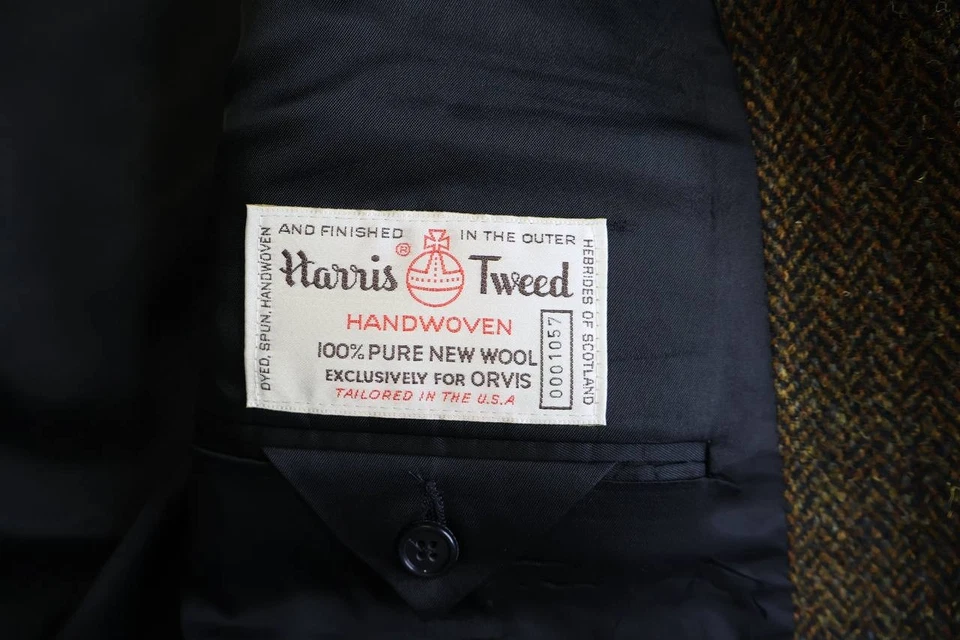 DYED, SPUN, HANDWOVEN
AND FINISHED IN THE OUTER
HEBRIDES OF SCOTLAND
Harris ® Tweed
HANDWOVEN
100% PURE NEW WOOL
EXCLUSIVELY FOR ORVIS
TAILORED IN THE U.S.A
0001057